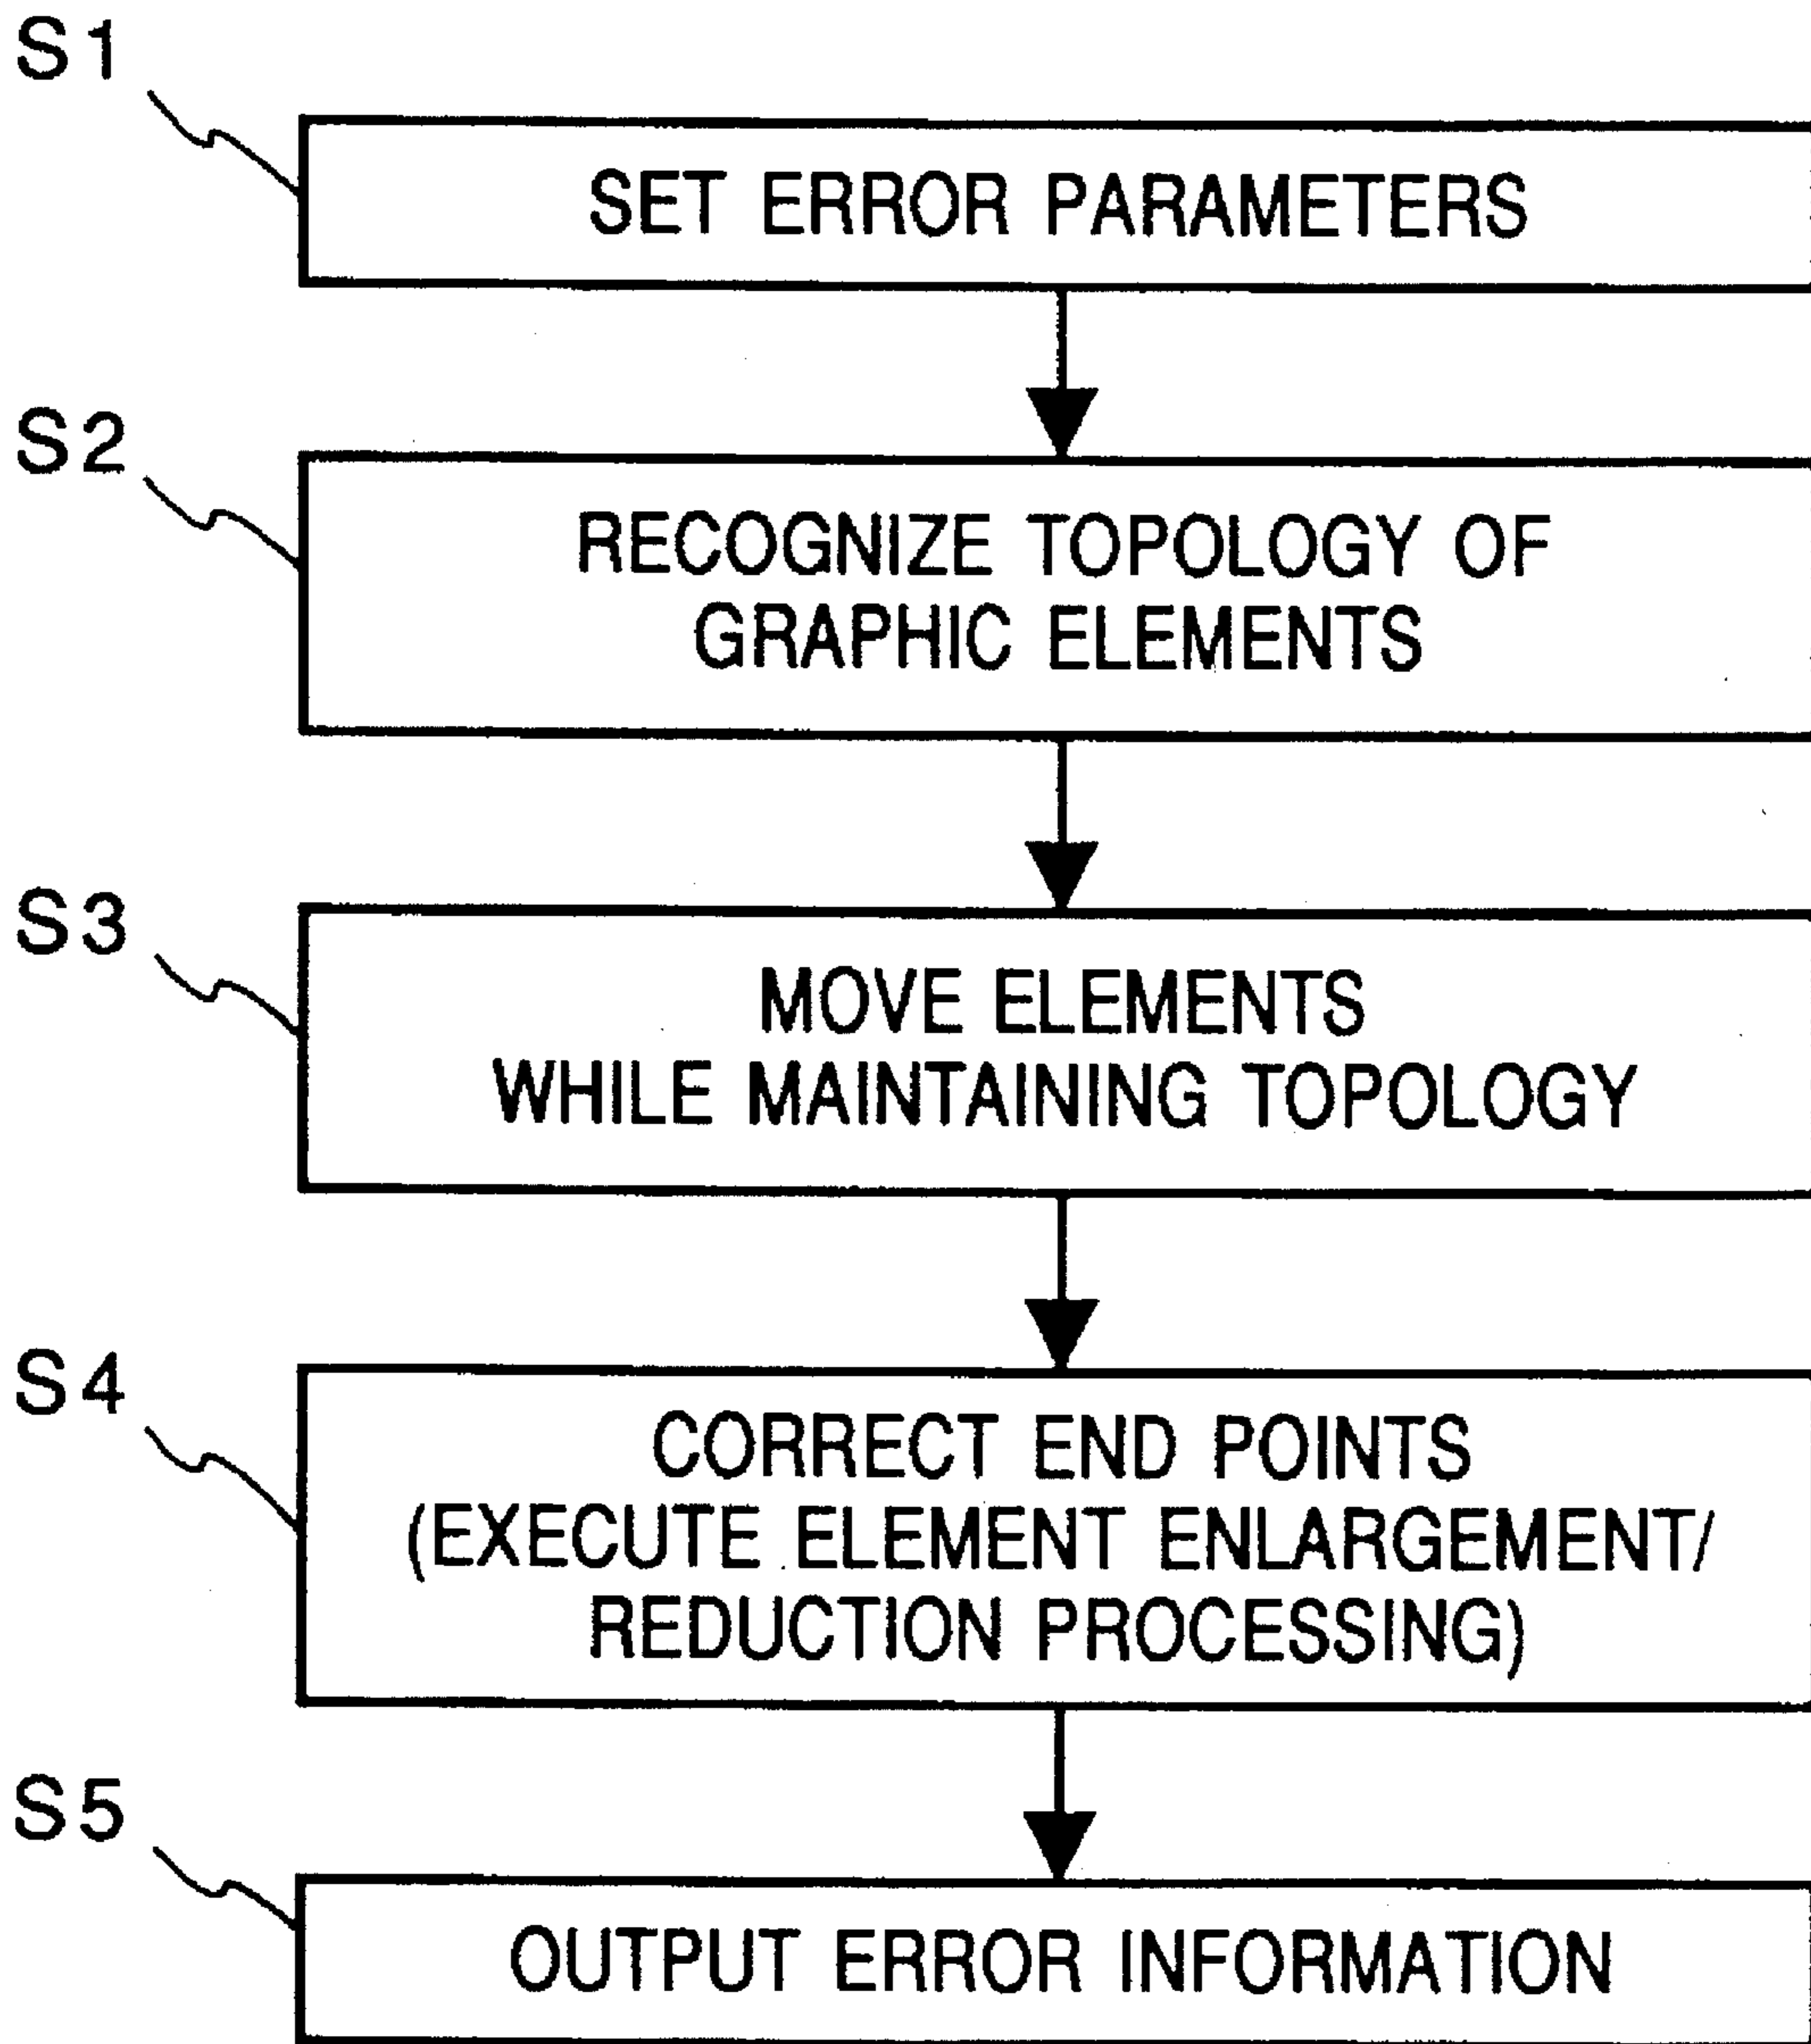 S1
SET ERROR PARAMETERS
S2
RECOGNIZE TOPOLOGY OF
GRAPHIC ELEMENTS
S3
MOVE ELEMENTS
WHILE MAINTAINING TOPOLOGY
S4
CORRECT END POINTS
(EXECUTE ELEMENT ENLARGEMENT/
REDUCTION PROCESSING)
S5
OUTPUT ERROR INFORMATION